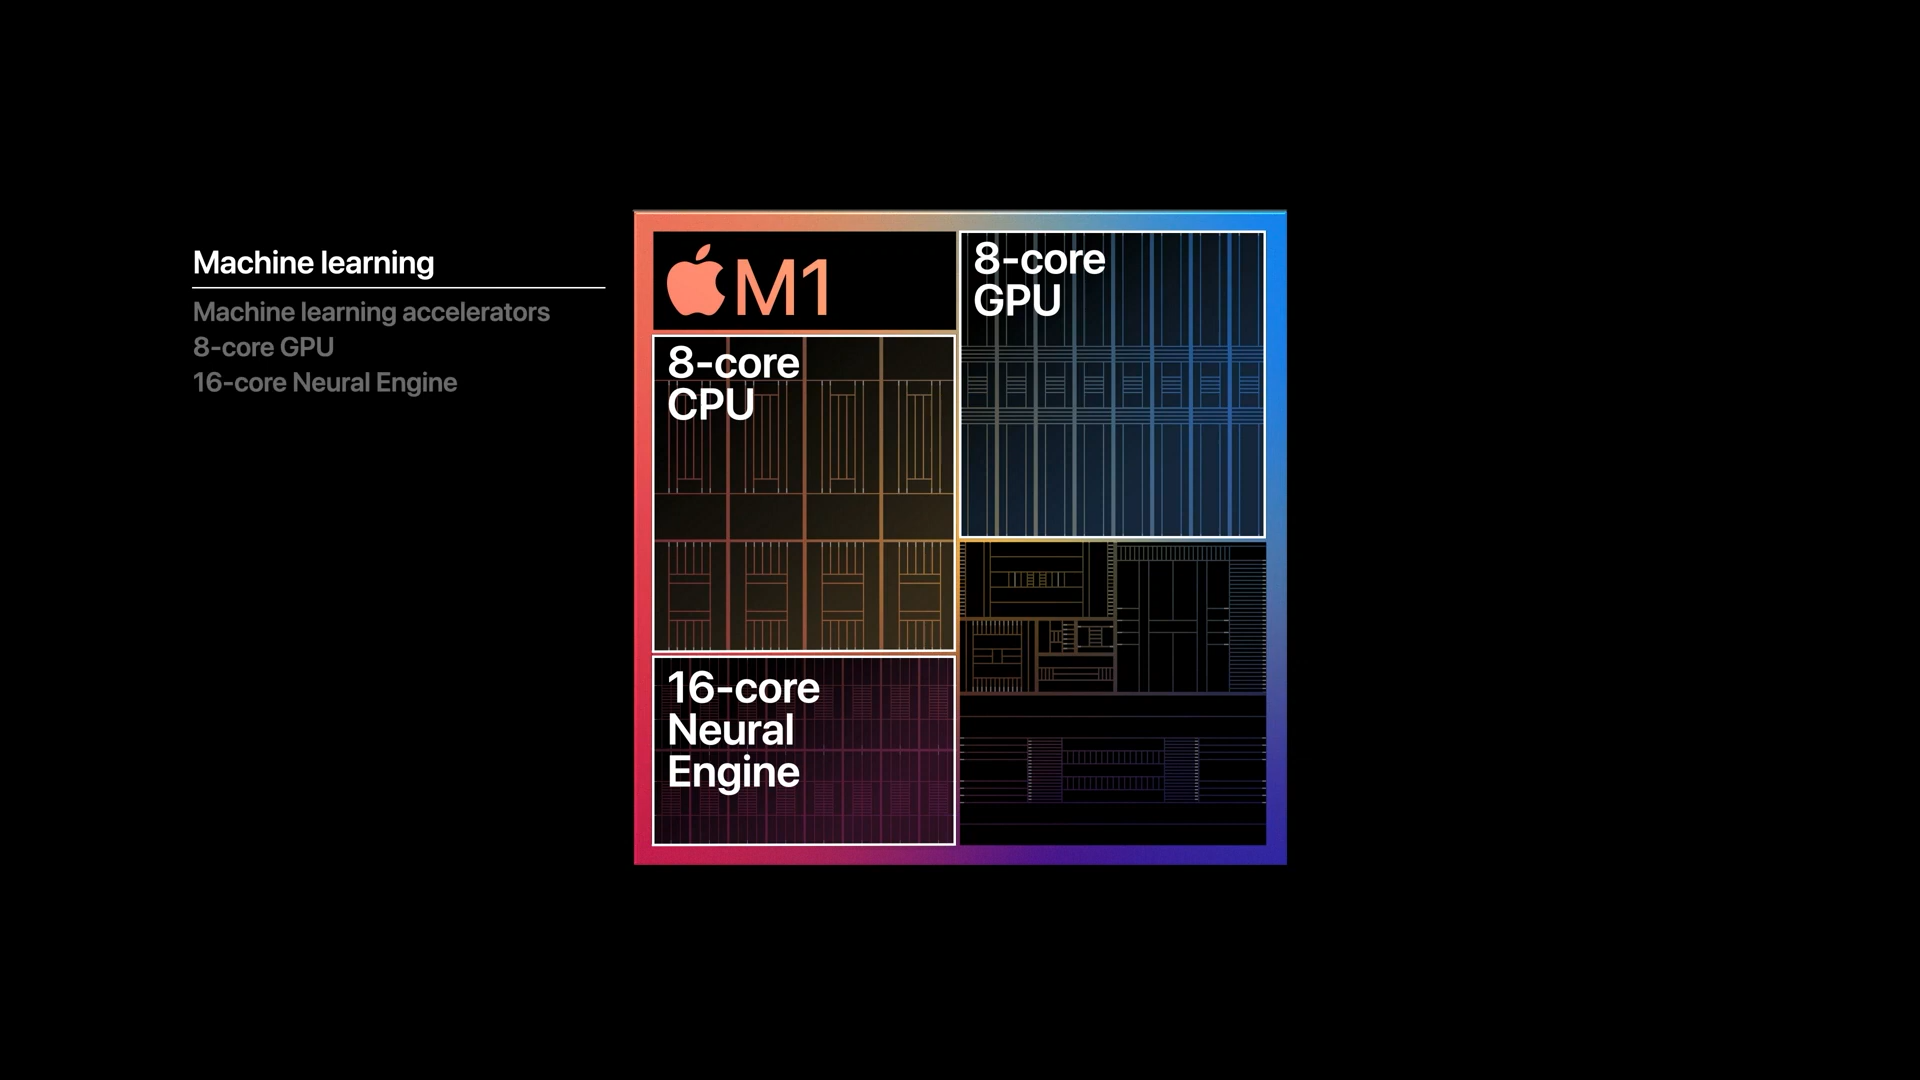 Machine learning
Machine learning accelerators
8-core GPU
16-core Neural Engine
M1
8-core
CPU
16-core
Neural
Engine
8-core
GPU